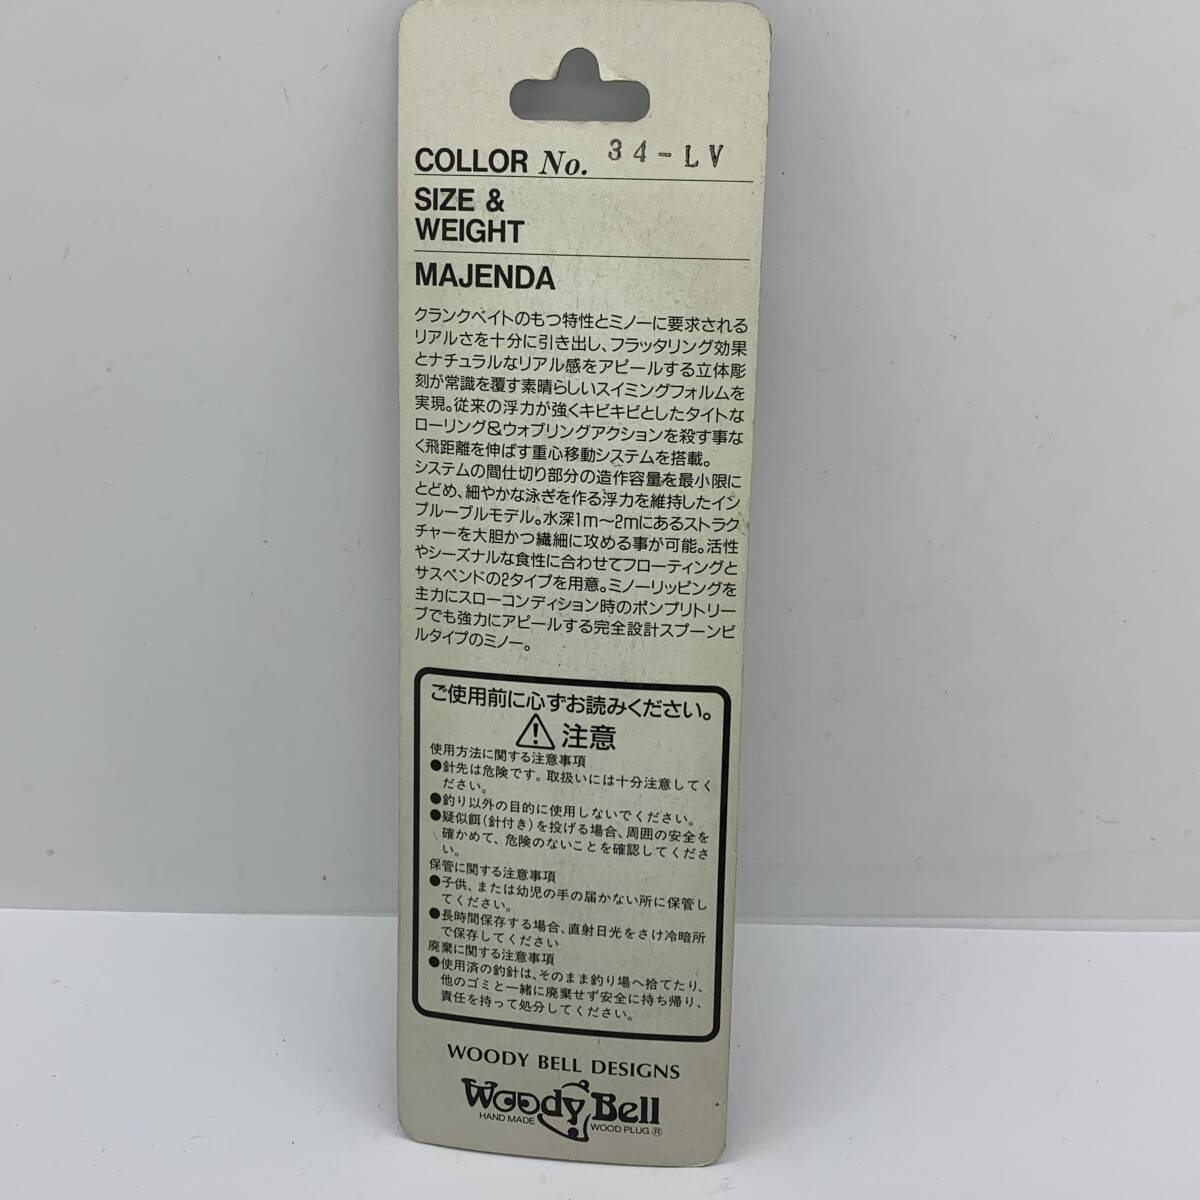 COLLOR No. 34-LV
SIZE &
WEIGHT
MAJENDA
クランクベイトのもつ特性とミノーに要求される
リアルさを十分に引き出し、フラッタリング効果
とナチュラルなリアル感をアピールする立体彫
刻が常識を覆す素晴らしいスイミングフォルムを
実現。従来の浮力が強くキビキビとしたタイトな
ローリング&ウォブリングアクションを殺す事な
く飛距離を伸ばす重心移動システムを搭載。
システムの間仕切り部分の造作容量を最小限に
とどめ、細やかな泳ぎを作る浮力を維持したイン
プルーブルモデル。水深1m～2mにあるストラク
チャーを大胆かつ繊細に攻める事が可能。活性
やシーズナルな食性に合わせてフローティングと
サスペンドの2タイプを用意。ミノーリッピングを
主力にスローコンディション時のポンプリトリー
ブでも強力にアピールする完全設計スプーンビ
ルタイプのミノー。
ご使用前に心ずお読みください。
注意
使用方法に関する注意事項
●針先は危険です。取扱いには十分注意してく
ださい。
●釣り以外の目的に使用しないでください。
●疑似餌(針付き)を投げる場合、周囲の安全を
確かめて、危険のないことを確認してくださ
い。
保管に関する注意事項
●子供、または幼児の手の届かない所に保管し
てください。
●長時間保存する場合、直射日光をさけ冷暗所
で保存してください
廃棄に関する注意事項
●使用済の釣針は、そのまま釣り場へ捨てたり、
他のゴミと一緒に廃棄せず安全に持ち帰り、
責任を持って処分してください。
WOODY BELL DESIGNS
Woody Bell
HAND MADE WOOD PLUG ®